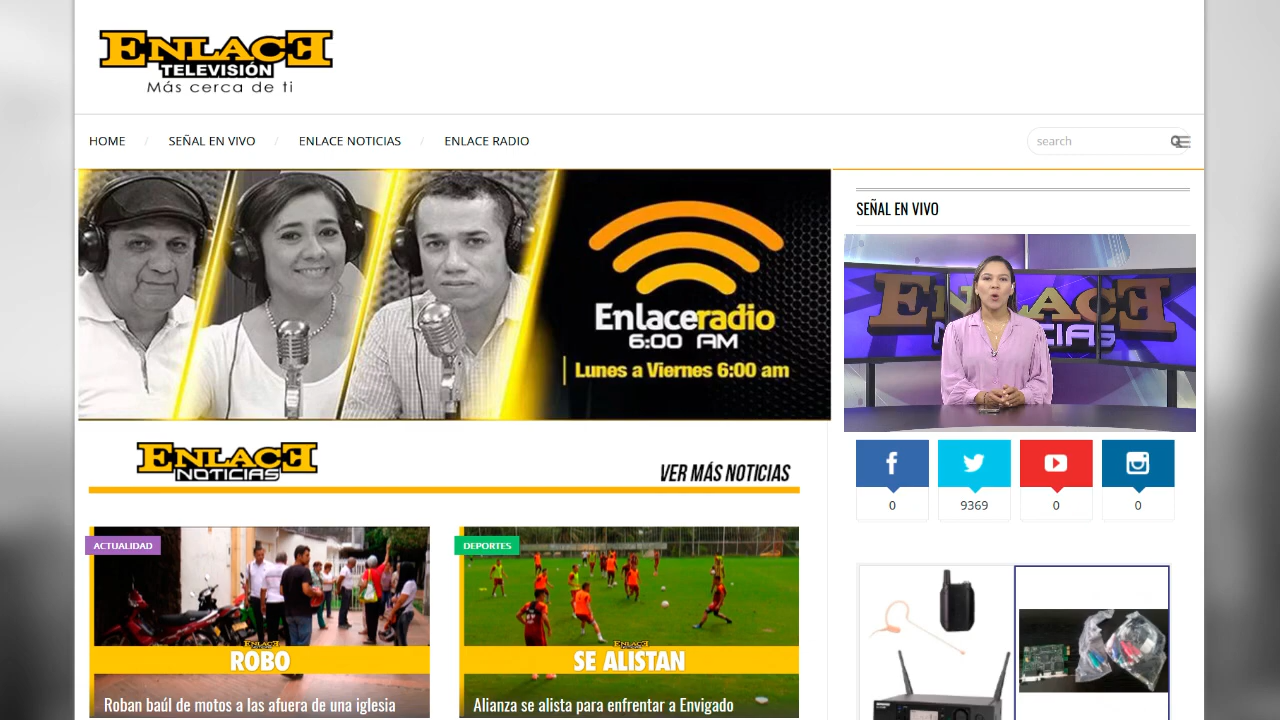 ENLACE
TELEVISIÓN
Más cerca de ti
HOME / SEÑAL EN VIVO / ENLACE NOTICIAS / ENLACE RADIO
search
Enlaceradio
6:00 AM
Lunes a Viernes 6:00 am
SEÑAL EN VIVO
ENLACE
NOTICIAS
0
9369
0
0
ENLACE
NOTICIAS
VER MÁS NOTICIAS
ACTUALIDAD
ENLACE
ROBO
Roban baúl de motos a las afuera de una iglesia
DEPORTES
ENLACE
SE ALISTAN
Alianza se alista para enfrentar a Envigado